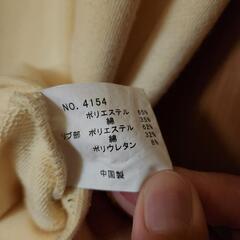 NO. 4154
ポリエステル 65%
綿 35%
リブ部 ポリエステル 62%
綿 32%
ポリウレタン 6%
中国製